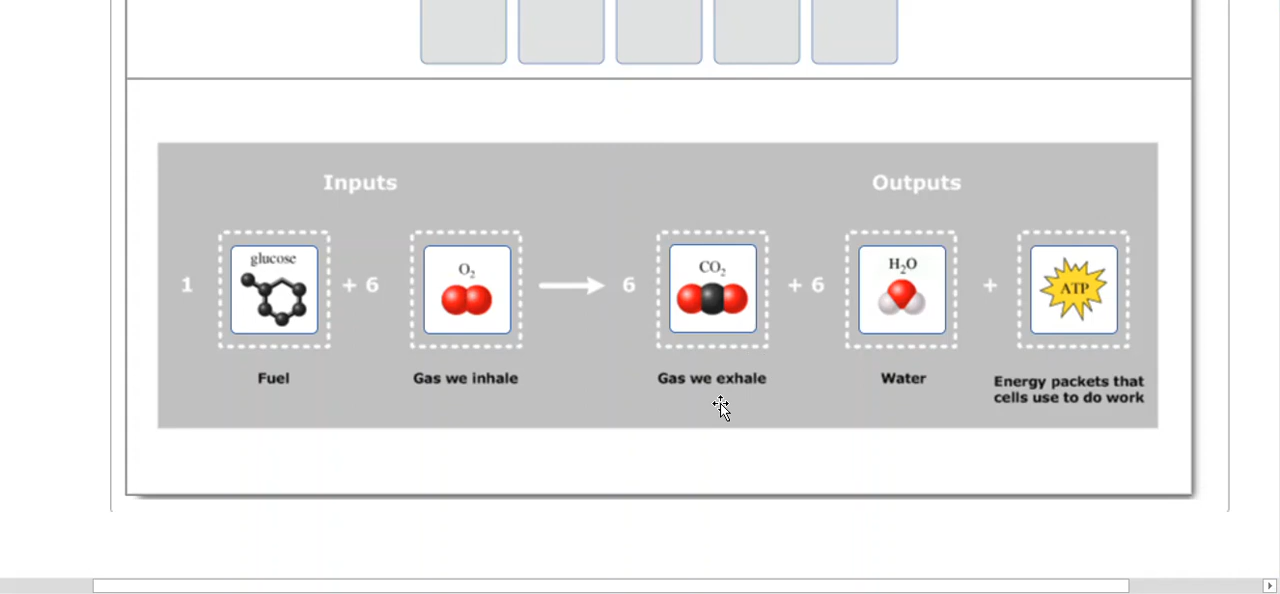 Inputs
Outputs
1
glucose
+ 6
O₂
6
CO₂
+ 6
H₂O
+
ATP
Fuel
Gas we inhale
Gas we exhale
Water
Energy packets that
cells use to do work